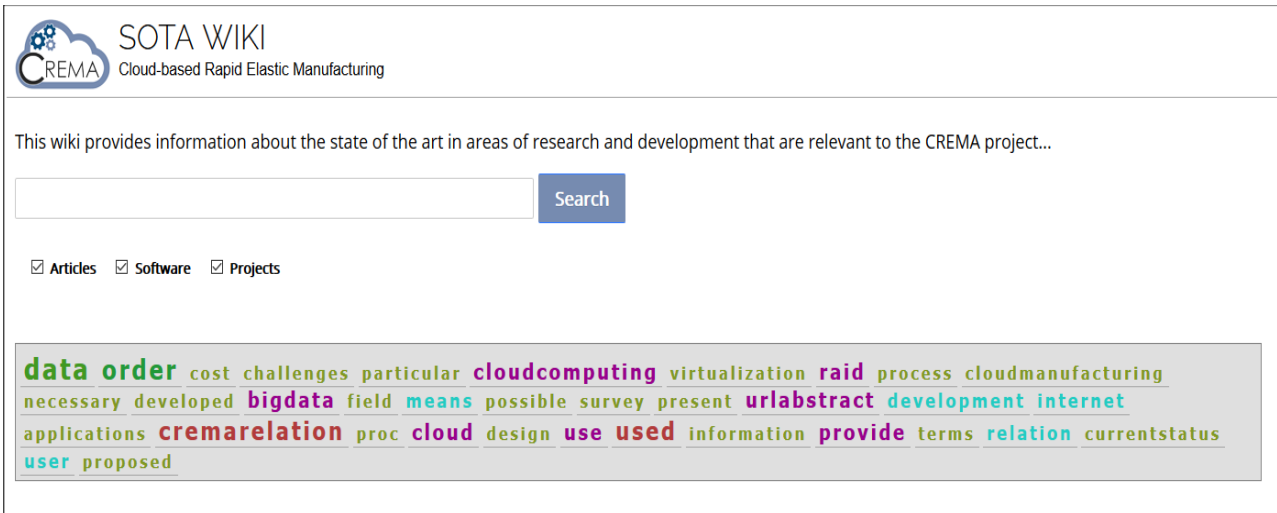 CREMA
SOTA WIKI
Cloud-based Rapid Elastic Manufacturing
This wiki provides information about the state of the art in areas of research and development that are relevant to the CREMA project...
Search
Articles Software Projects
data order cost challenges particular cloudcomputing virtualization raid process cloudmanufacturing
necessary developed bigdata field means possible survey present urlabstract development internet
applications cremarelation proc cloud design use used information provide terms relation currentstatus
user proposed